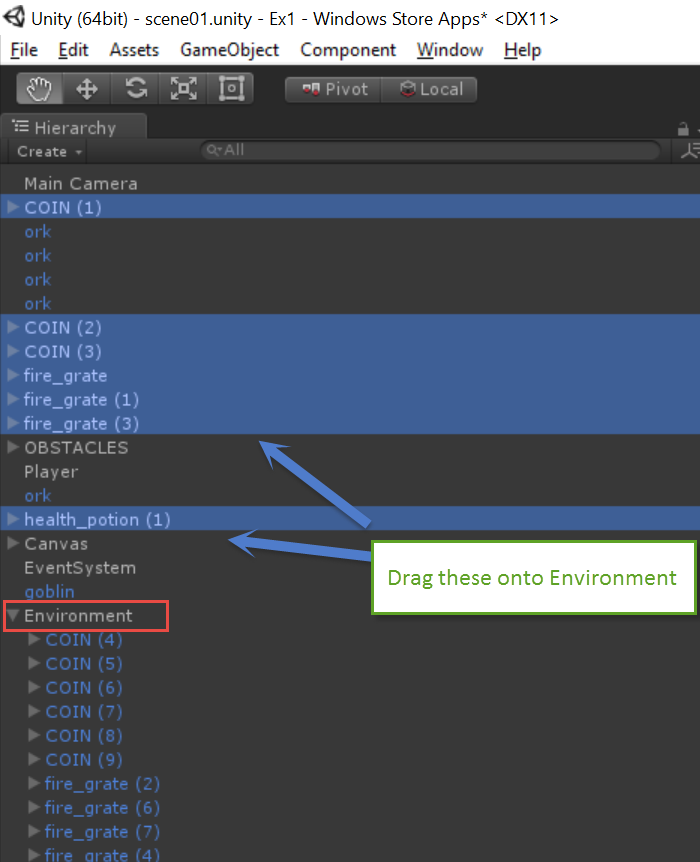 Unity (64bit) - scene01.unity - Ex1 - Windows Store Apps* <DX11>
File Edit Assets GameObject Component Window Help
Pivot Local
Hierarchy
Create All
Main Camera
COIN (1)
ork
ork
ork
ork
COIN (2)
COIN (3)
fire_grate
fire_grate (1)
fire_grate (3)
OBSTACLES
Player
ork
health_potion (1)
Canvas
Drag these onto Environment
EventSystem
goblin
Environment
COIN (4)
COIN (5)
COIN (6)
COIN (7)
COIN (8)
COIN (9)
fire_grate (2)
fire_grate (6)
fire_grate (7)
fire_grate (4)